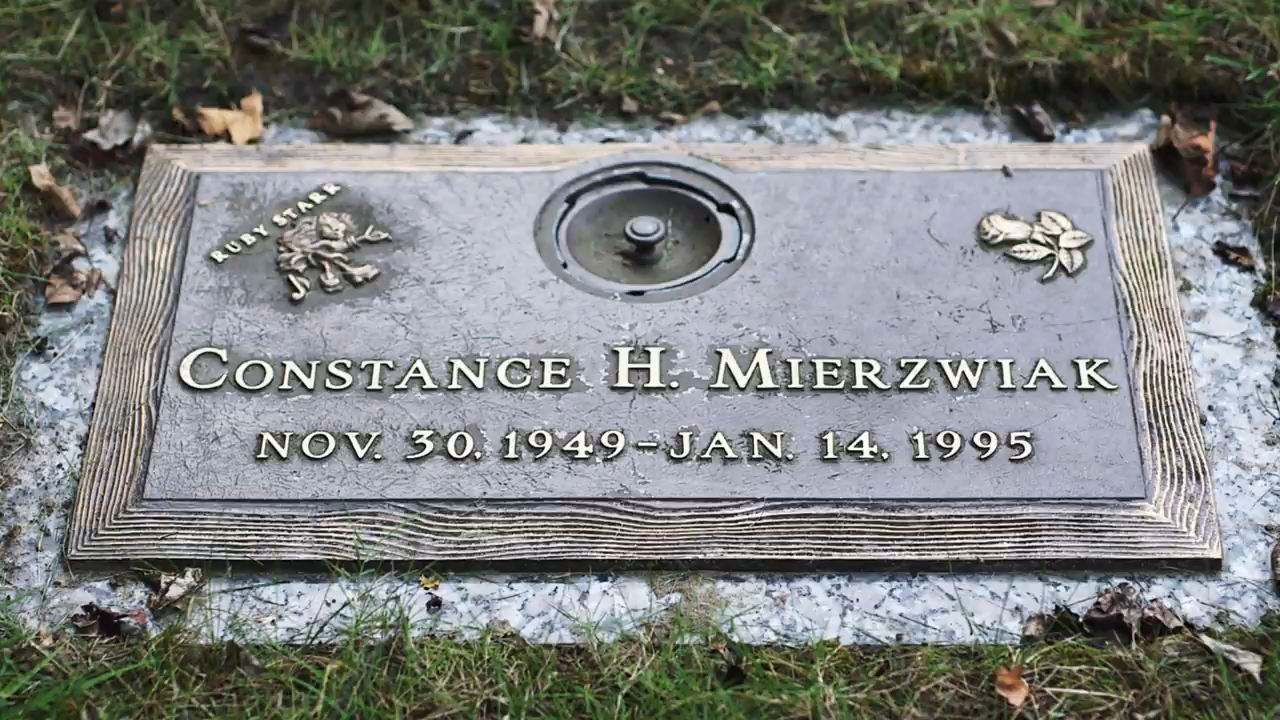 RUBY STARR
CONSTANCE H. MIERZWIAK
NOV. 30, 1949–JAN. 14, 1995